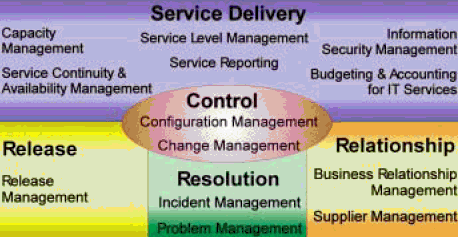 Service Delivery
Capacity
Management
Service Continuity &
Availability Management
Service Level Management
Service Reporting
Information
Security Management
Budgeting & Accounting
for IT Services
Control
Configuration Management
Change Management
Release
Release
Management
Resolution
Incident Management
Problem Management
Relationship
Business Relationship
Management
Supplier Management